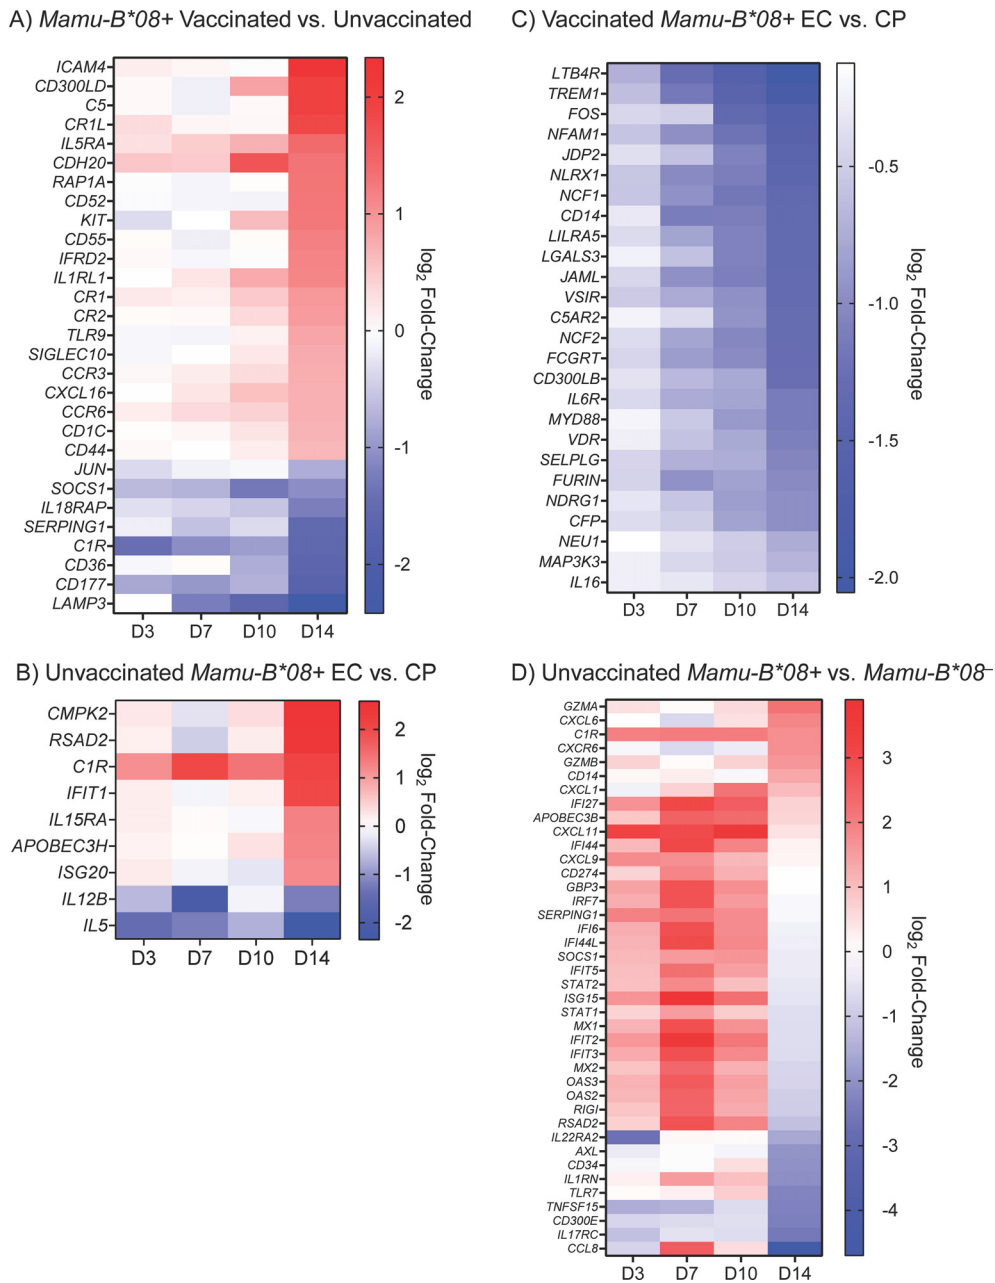 A) Mamu-B*08+ Vaccinated vs. Unvaccinated
ICAM4
CD300LD
C5
CR1L
IL5RA
CDH20
RAP1A
CD52
KIT
CD55
IFRD2
IL1RL1
CR1
CR2
TLR9
SIGLEC10
CCR3
CXCL16
CCR6
CD1C
CD44
JUN
SOCS1
IL18RAP
SERPING1
C1R
CD36
CD177
LAMP3
D3 D7 D10 D14
2
1
0
-1
-2
log2 Fold-Change
C) Vaccinated Mamu-B*08+ EC vs. CP
LTB4R
TREM1
FOS
NFAM1
JDP2
NLRX1
NCF1
CD14
LILRA5
LGALS3
JAML
VSIR
C5AR2
NCF2
FCGRT
CD300LB
IL6R
MYD88
VDR
SELPLG
FURIN
NDRG1
CFP
NEU1
MAP3K3
IL16
D3 D7 D10 D14
-0.5
-1.0
-1.5
-2.0
log2 Fold-Change
B) Unvaccinated Mamu-B*08+ EC vs. CP
CMPK2
RSAD2
C1R
IFIT1
IL15RA
APOBEC3H
ISG20
IL12B
IL5
D3 D7 D10 D14
2
1
0
-1
-2
log2 Fold-Change
D) Unvaccinated Mamu-B*08+ vs. Mamu-B*08–
GZMA
CXCL6
C1R
CXCR6
GZMB
CD14
CXCL1
IFI27
APOBEC3B
CXCL11
IFI44
CXCL9
CD274
GBP3
IRF7
SERPING1
IFI6
IFI44L
SOCS1
IFIT5
STAT2
ISG15
STAT1
MX1
IFIT2
IFIT3
MX2
OAS3
OAS2
RIGI
RSAD2
IL22RA2
AXL
CD34
IL1RN
TLR7
TNFSF15
CD300E
IL17RC
CCL8
D3 D7 D10 D14
3
2
1
0
-1
-2
-3
-4
log2 Fold-Change